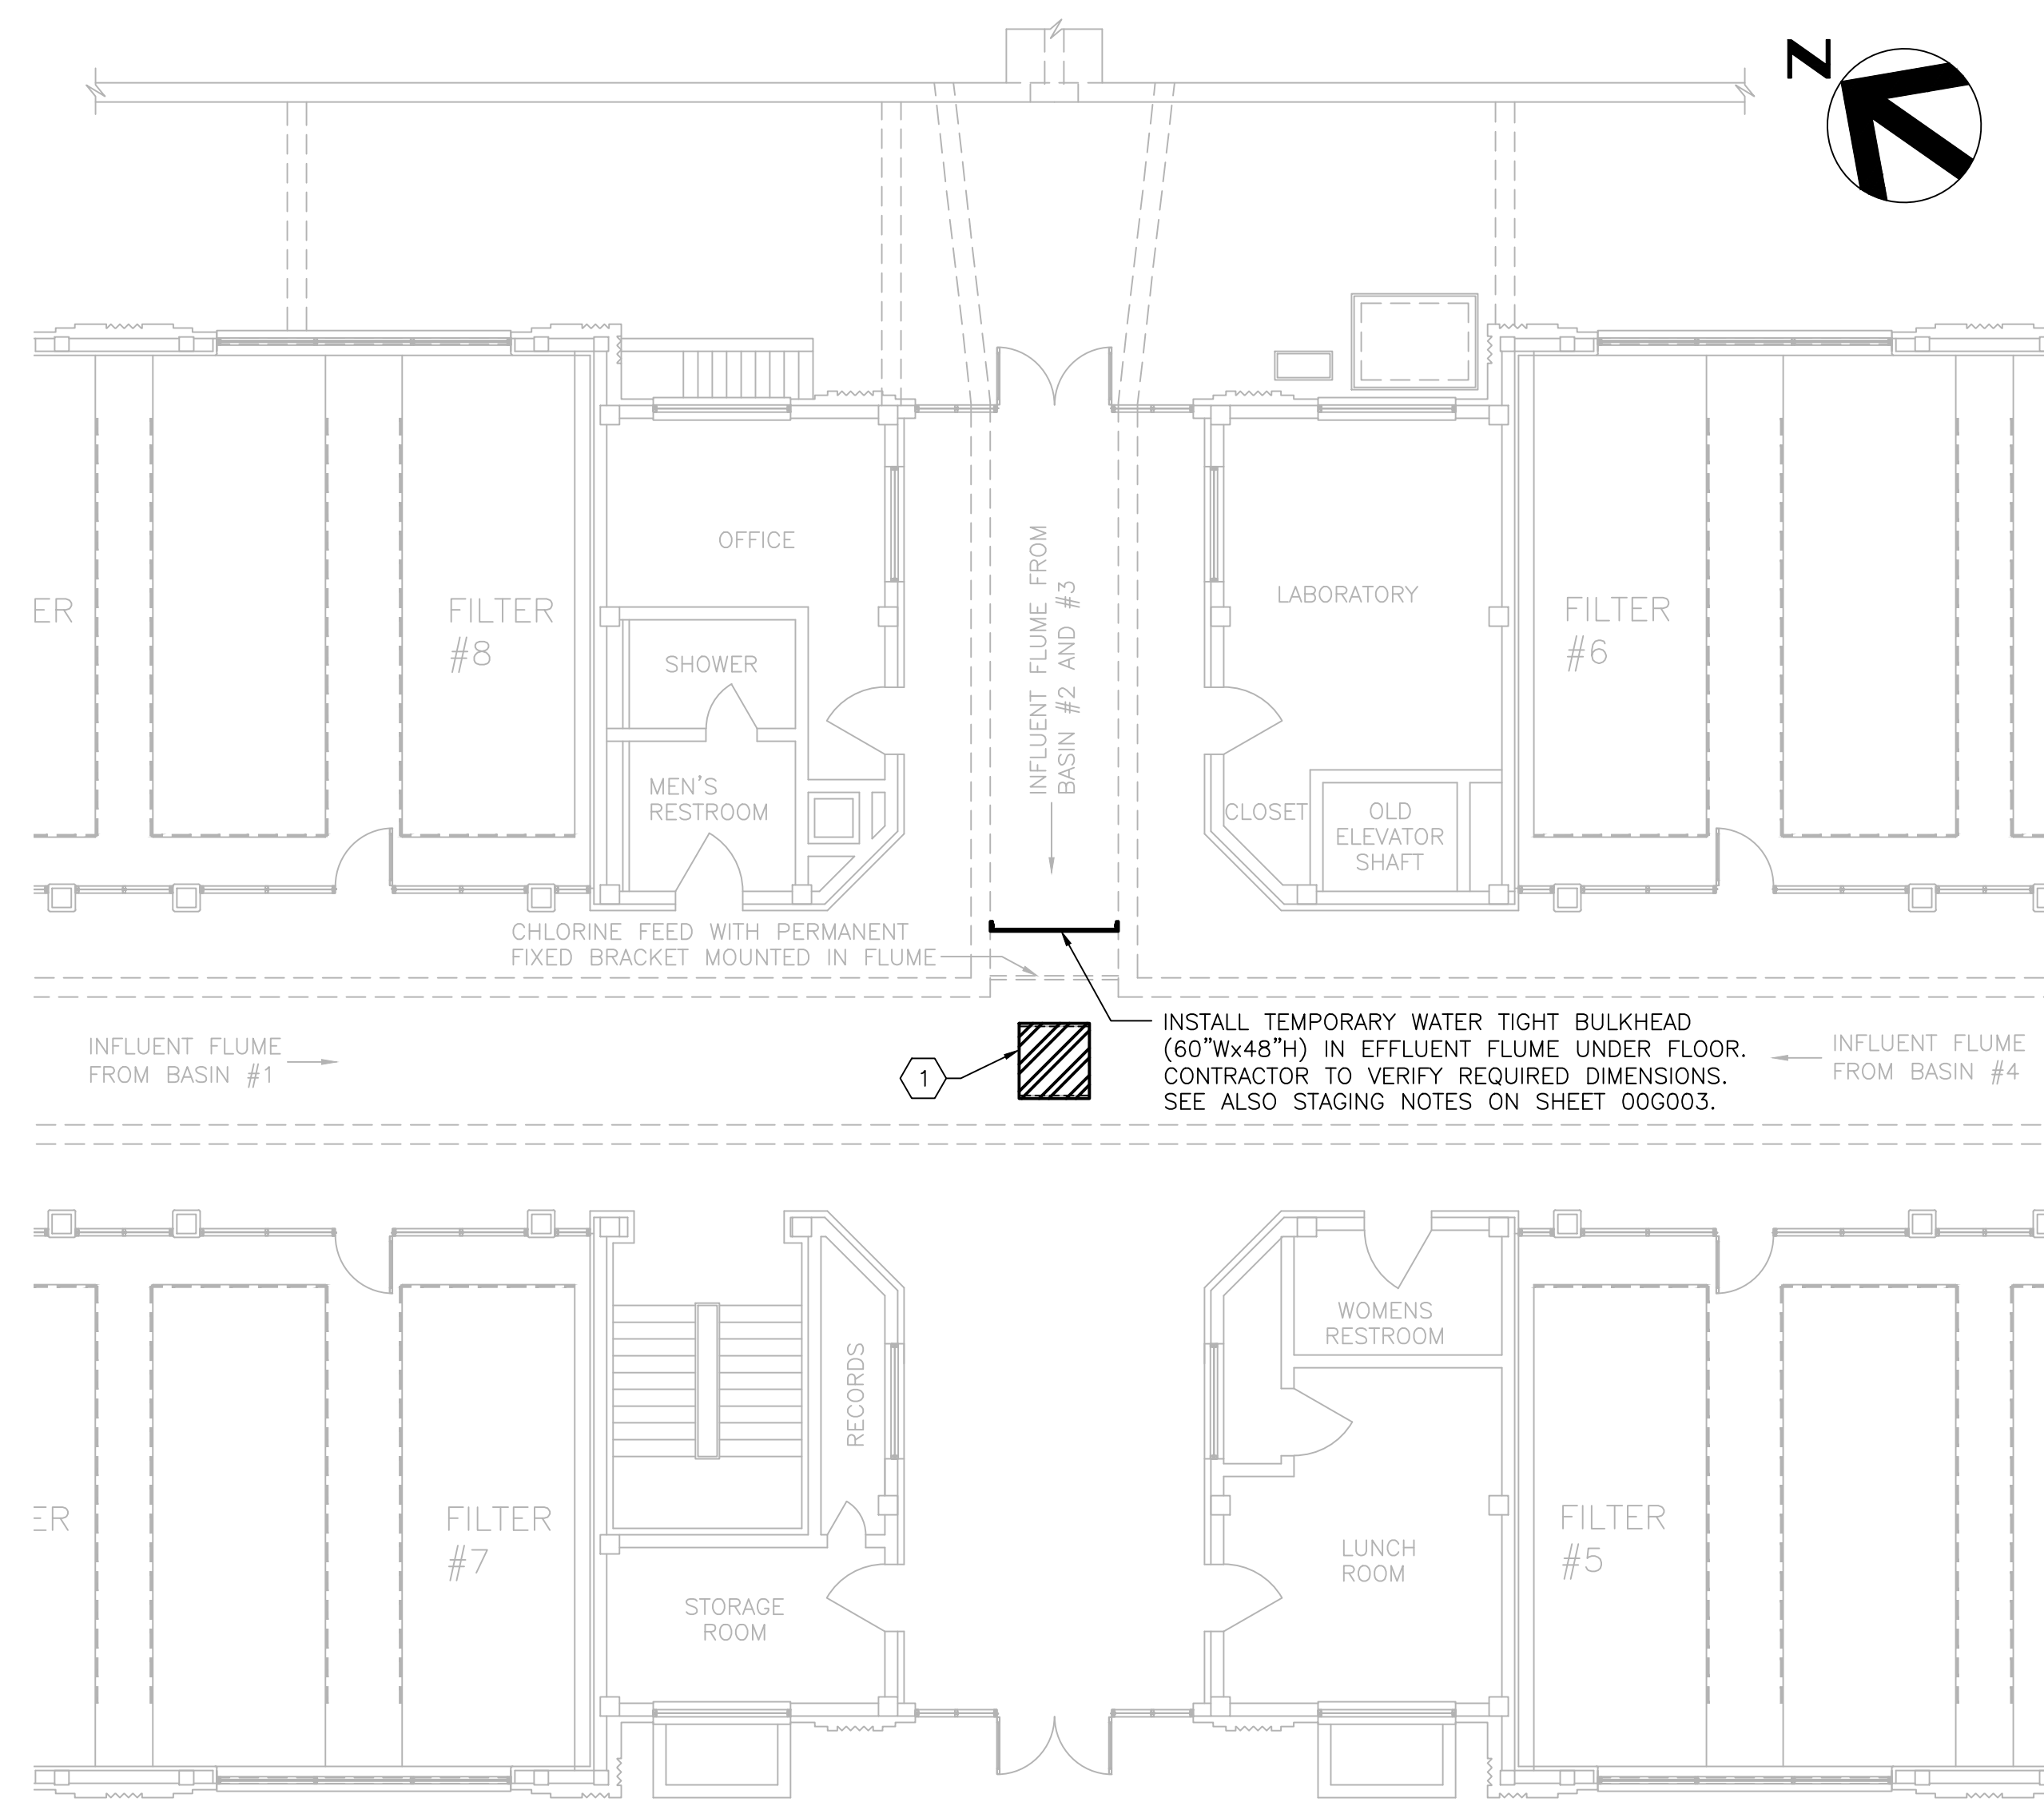 N
OFFICE
INFLUENT FLUME FROM
BASIN #2 AND #3
LABORATORY
FILTER
#8
FILTER
#6
ER
SHOWER
MEN'S
RESTROOM
CLOSET
OLD
ELEVATOR
SHAFT
CHLORINE FEED WITH PERMANENT
FIXED BRACKET MOUNTED IN FLUME
INFLUENT FLUME
FROM BASIN #1
1
INSTALL TEMPORARY WATER TIGHT BULKHEAD
(60"Wx48"H) IN EFFLUENT FLUME UNDER FLOOR.
CONTRACTOR TO VERIFY REQUIRED DIMENSIONS.
SEE ALSO STAGING NOTES ON SHEET 00G003.
INFLUENT FLUME
FROM BASIN #4
RECORDS
WOMENS
RESTROOM
ER
FILTER
#7
STORAGE
ROOM
LUNCH
ROOM
FILTER
#5